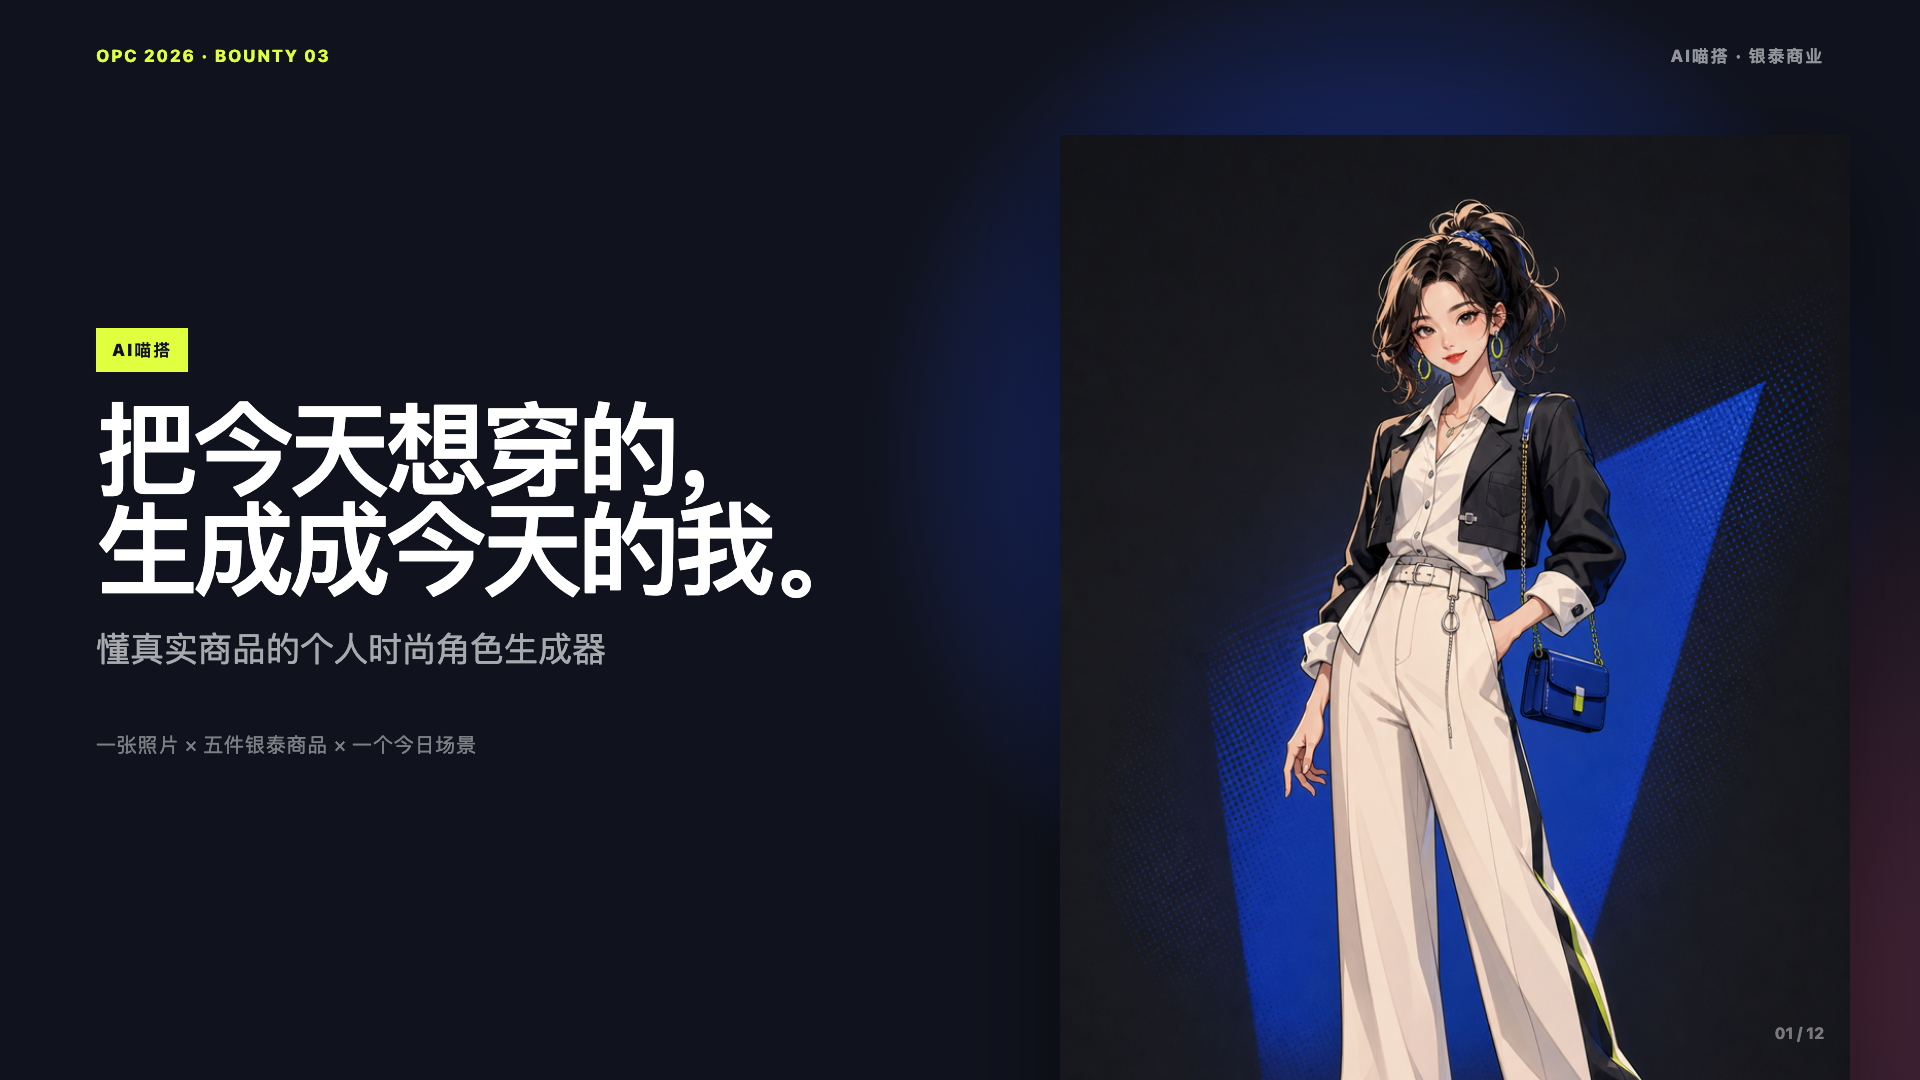 OPC 2026 · BOUNTY 03
AI喵搭 · 银泰商业
AI喵搭
把今天想穿的，
生成成今天的我。
懂真实商品的个人时尚角色生成器
一张照片 × 五件银泰商品 × 一个今日场景
01 / 12